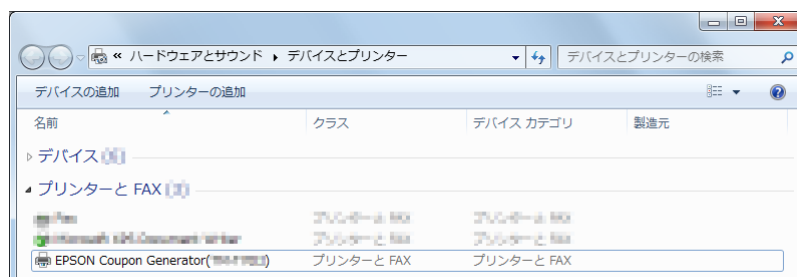 « ハードウェアとサウンド ▸ デバイスとプリンター デバイスとプリンターの検索
デバイスの追加 プリンターの追加
名前 クラス デバイス カテゴリ 製造元
デバイス
プリンターと FAX
EPSON Coupon Generator( プリンターと FAX プリンターと FAX